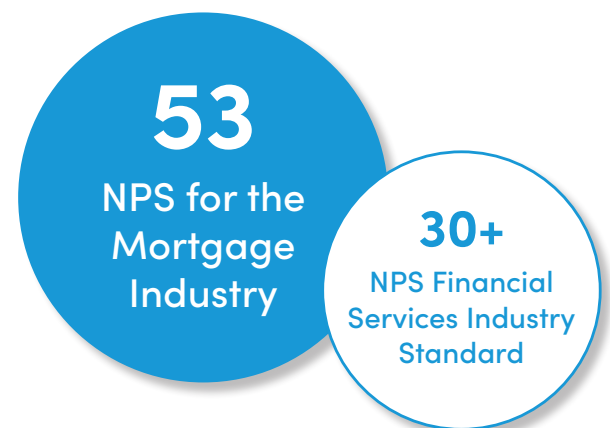 53
NPS for the
Mortgage
Industry
30+
NPS Financial
Services Industry
Standard